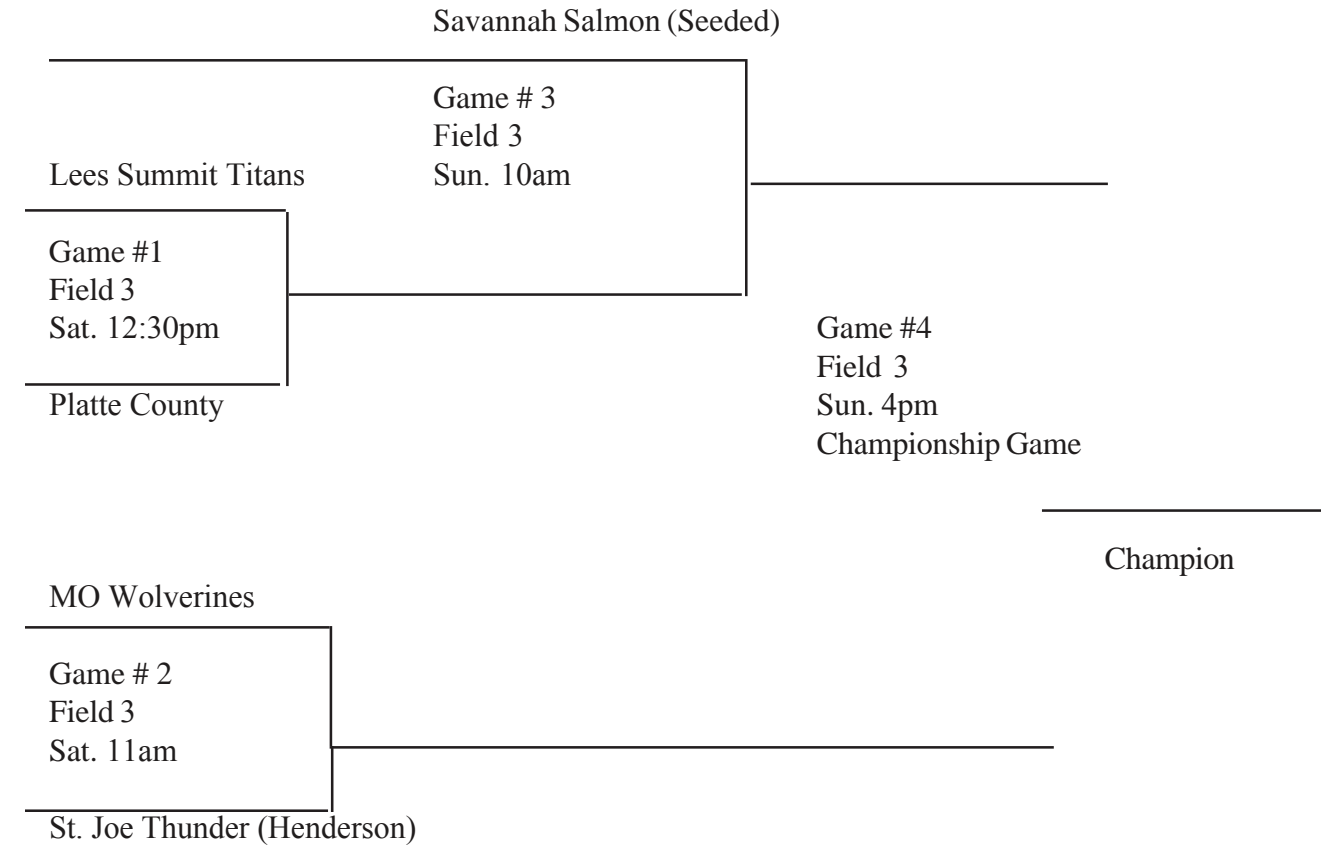 Savannah Salmon (Seeded)
Game # 3
Field 3
Sun. 10am
Lees Summit Titans
Game #1
Field 3
Sat. 12:30pm
Platte County
Game #4
Field 3
Sun. 4pm
Championship Game
Champion
MO Wolverines
Game # 2
Field 3
Sat. 11am
St. Joe Thunder (Henderson)